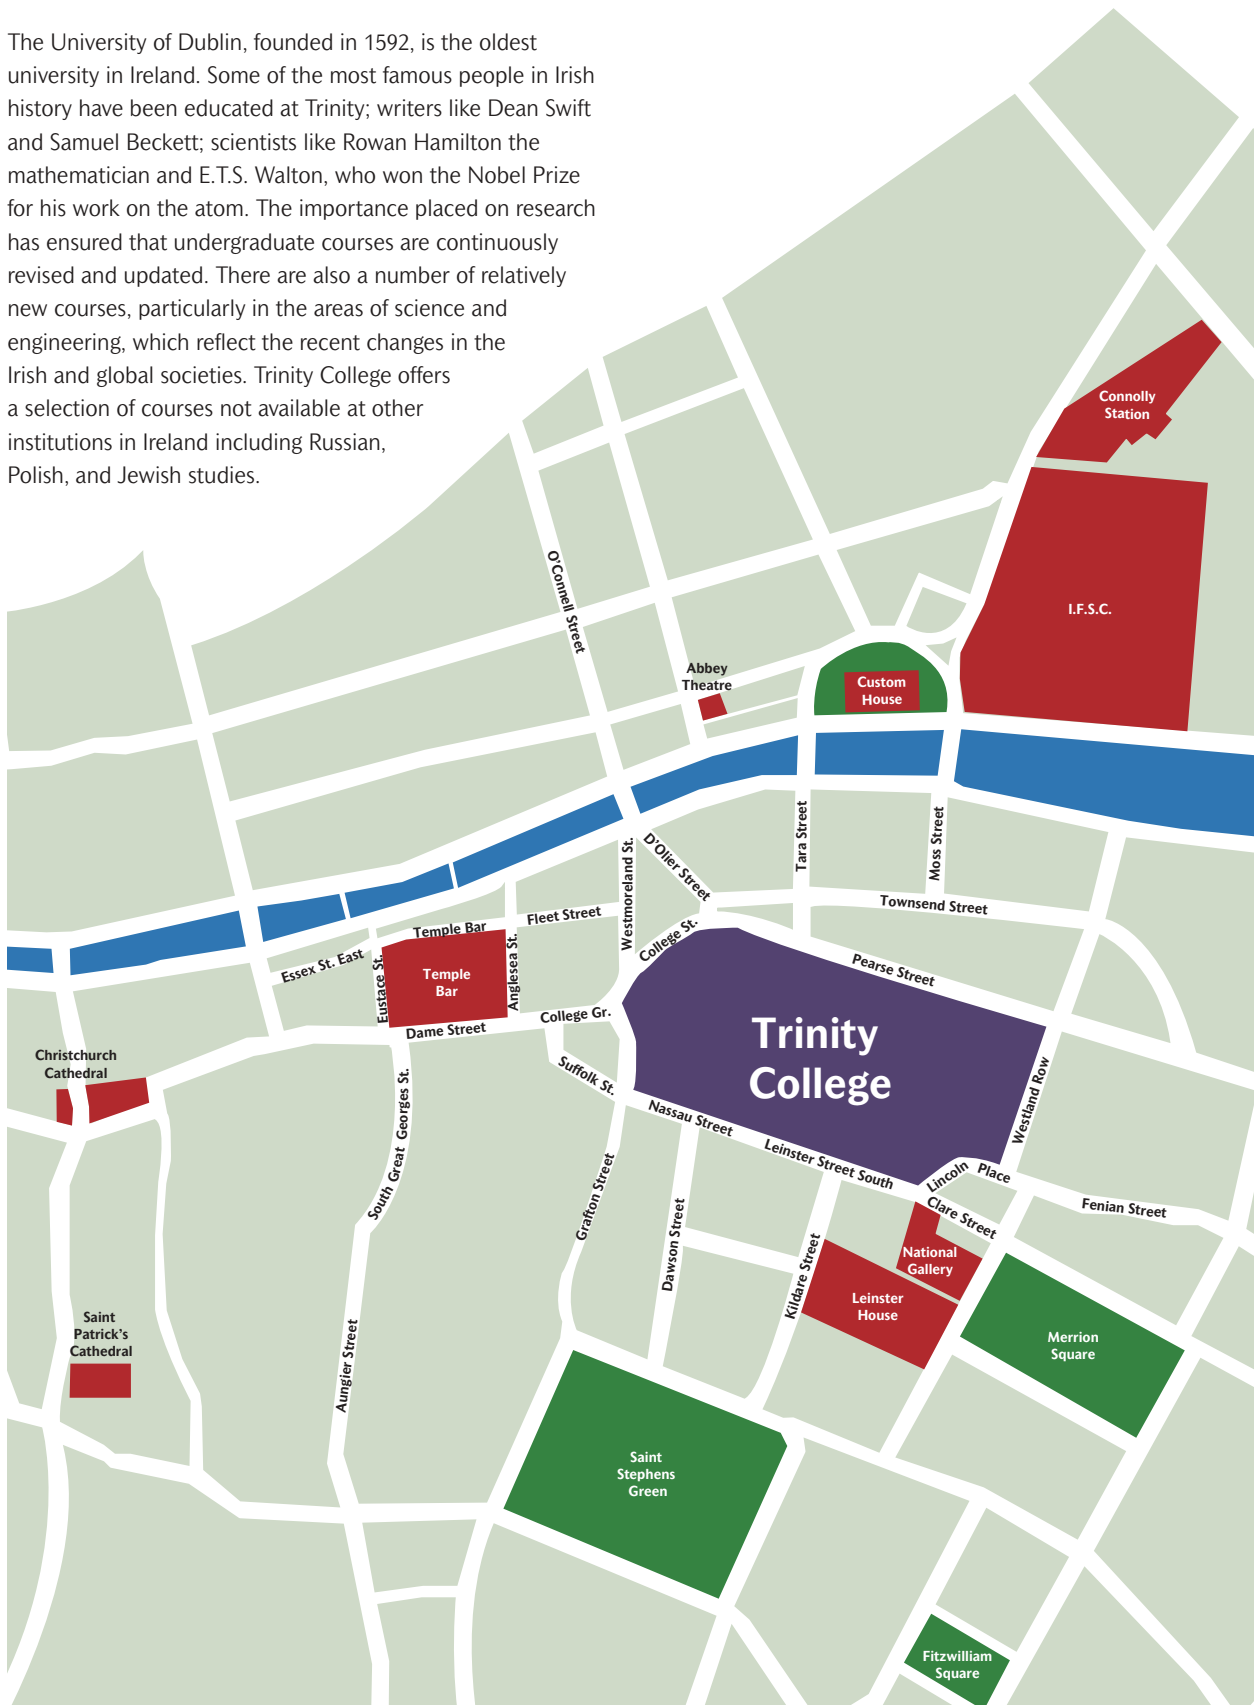 The University of Dublin, founded in 1592, is the oldest
university in Ireland. Some of the most famous people in Irish
history have been educated at Trinity; writers like Dean Swift
and Samuel Beckett; scientists like Rowan Hamilton the
mathematician and E.T.S. Walton, who won the Nobel Prize
for his work on the atom. The importance placed on research
has ensured that undergraduate courses are continuously
revised and updated. There are also a number of relatively
new courses, particularly in the areas of science and
engineering, which reflect the recent changes in the
Irish and global societies. Trinity College offers
a selection of courses not available at other
institutions in Ireland including Russian,
Polish, and Jewish studies.
Connolly
Station
I.F.S.C.
O'Connell Street
Abbey
Theatre
Custom
House
Tara Street
Moss Street
D'Olier Street
Westmoreland St.
Townsend Street
Fleet Street
Temple Bar
College St.
Essex St. East
Eustace St.
Temple
Bar
Anglesea St.
Pearse Street
College Gr.
Dame Street
Trinity
College
Christchurch
Cathedral
Suffolk St.
South Great Georges St.
Nassau Street
Westland Row
Leinster Street South
Lincoln Place
Clare Street
Fenian Street
Grafton Street
Dawson Street
Kildare Street
National
Gallery
Leinster
House
Saint
Patrick's
Cathedral
Aungier Street
Merrion
Square
Saint
Stephens
Green
Fitzwilliam
Square